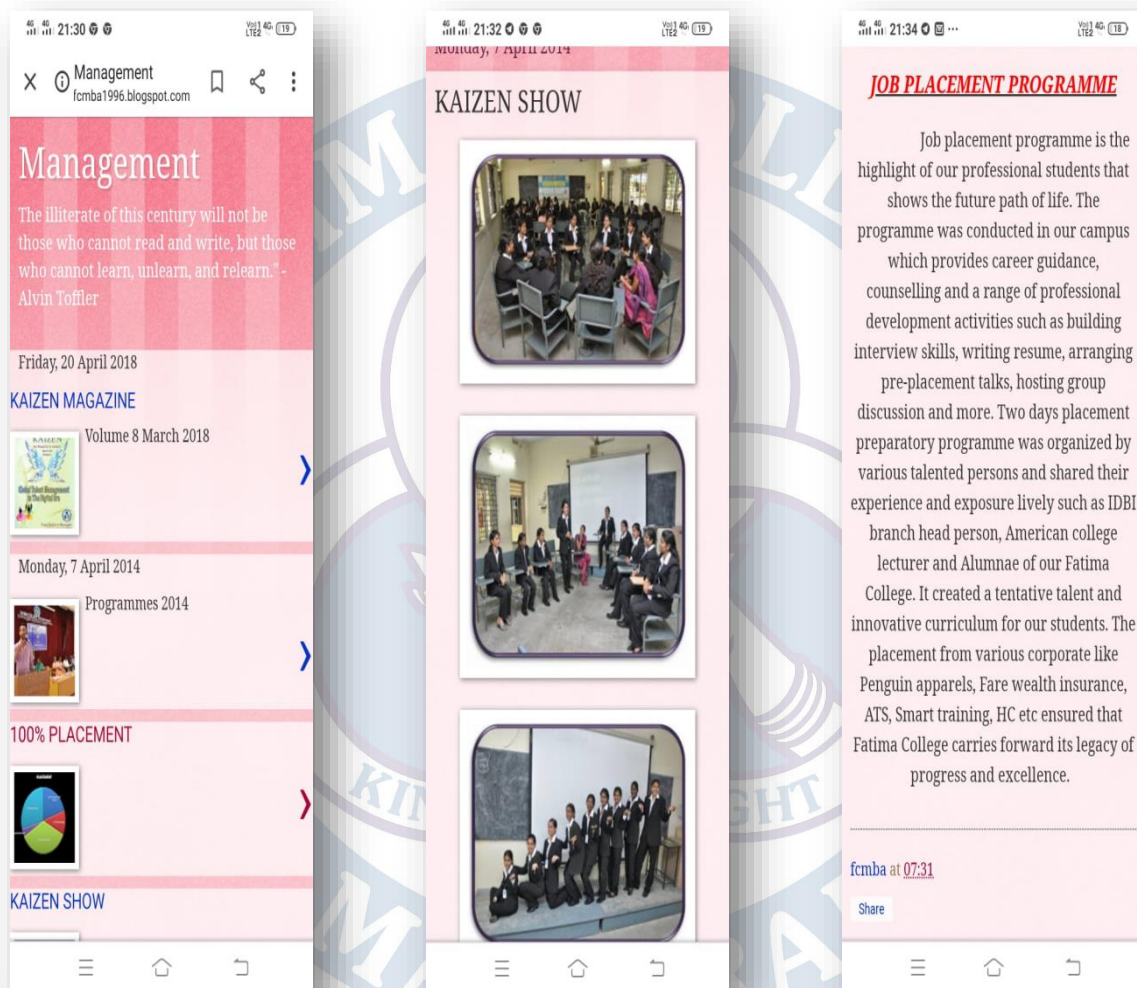 21:30
19
Management
fcmba1996.blogspot.com
Management
The illiterate of this century will not be
those who cannot read and write, but those
who cannot learn, unlearn, and relearn." -
Alvin Toffler
Friday, 20 April 2018
KAIZEN MAGAZINE
Volume 8 March 2018
KAIZEN
Monday, 7 April 2014
Programmes 2014
100% PLACEMENT
KAIZEN SHOW
21:32
19
Monday, 7 April 2014
KAIZEN SHOW
21:34
18
JOB PLACEMENT PROGRAMME
Job placement programme is the
highlight of our professional students that
shows the future path of life. The
programme was conducted in our campus
which provides career guidance,
counselling and a range of professional
development activities such as building
interview skills, writing resume, arranging
pre-placement talks, hosting group
discussion and more. Two days placement
preparatory programme was organized by
various talented persons and shared their
experience and exposure lively such as IDBI
branch head person, American college
lecturer and Alumnae of our Fatima
College. It created a tentative talent and
innovative curriculum for our students. The
placement from various corporate like
Penguin apparels, Fare wealth insurance,
ATS, Smart training, HC etc ensured that
Fatima College carries forward its legacy of
progress and excellence.
fcmba at 07:31
Share